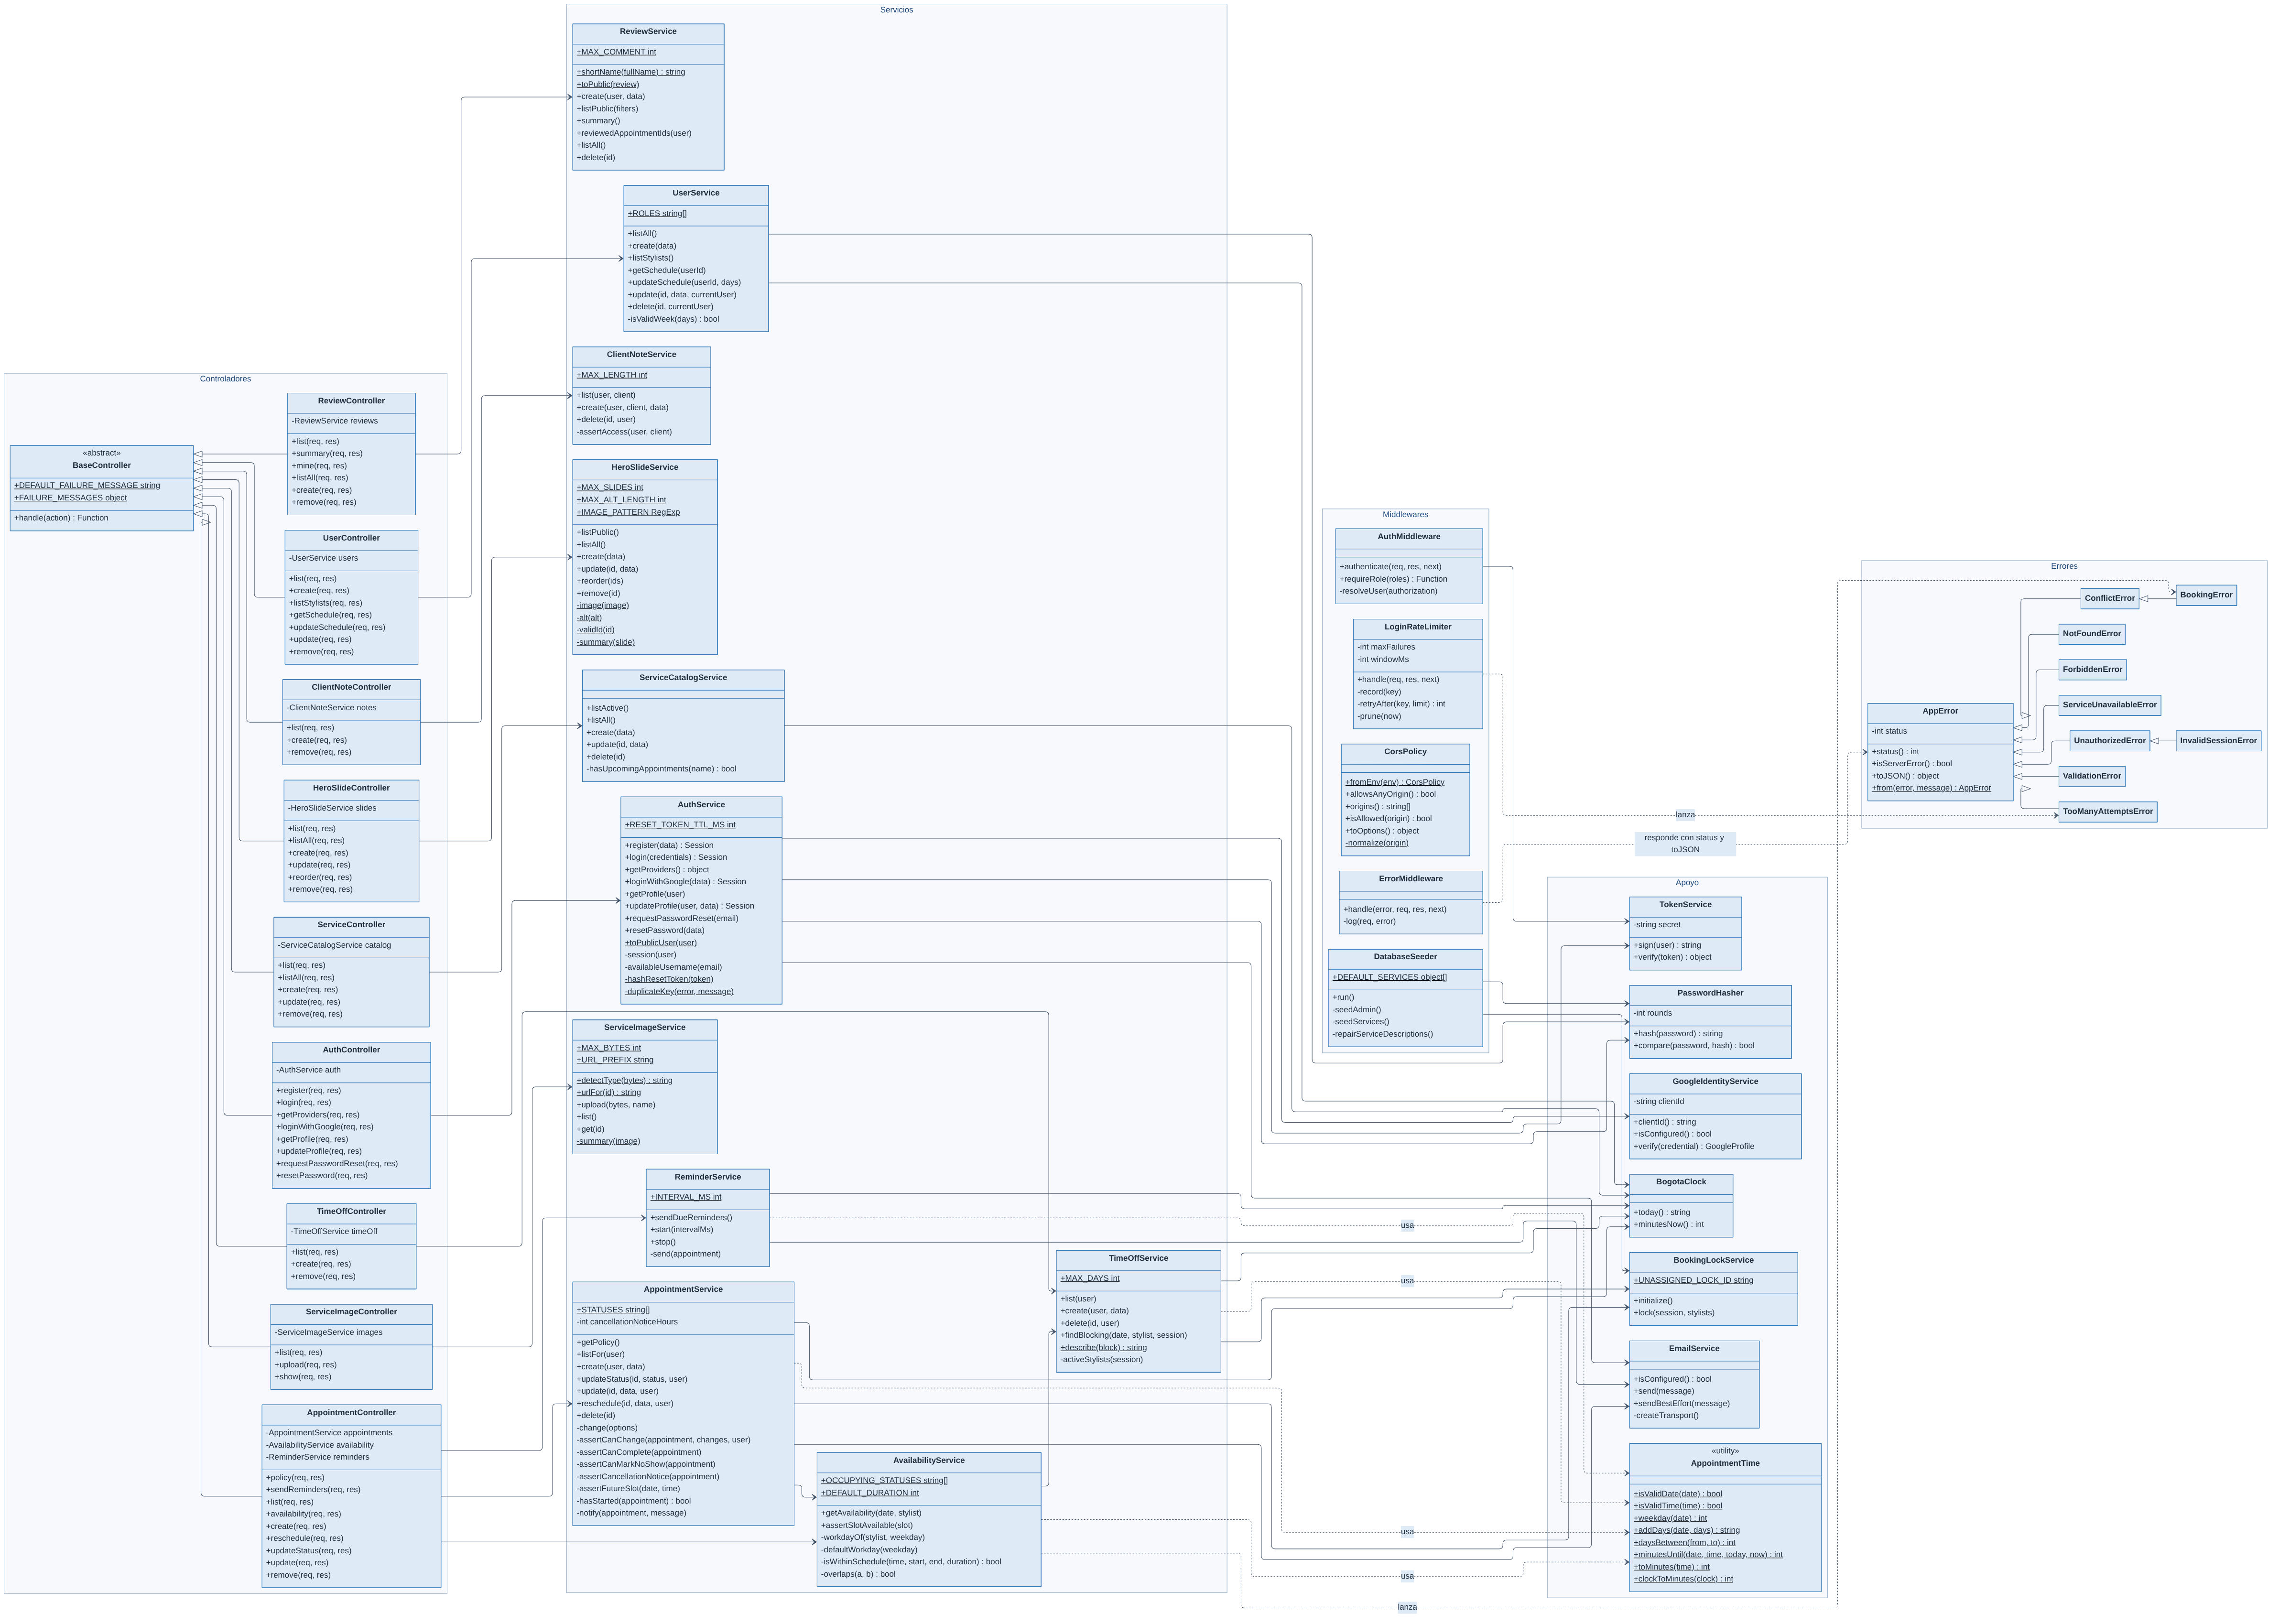 Controladores
«abstract»
BaseController
+DEFAULT_FAILURE_MESSAGE string
+FAILURE_MESSAGES object
+handle(action) : Function
ReviewController
-ReviewService reviews
+list(req, res)
+summary(req, res)
+mine(req, res)
+listAll(req, res)
+create(req, res)
+remove(req, res)
UserController
-UserService users
+list(req, res)
+create(req, res)
+listStylists(req, res)
+getSchedule(req, res)
+updateSchedule(req, res)
+update(req, res)
+remove(req, res)
ClientNoteController
-ClientNoteService notes
+list(req, res)
+create(req, res)
+remove(req, res)
HeroSlideController
-HeroSlideService slides
+list(req, res)
+listAll(req, res)
+create(req, res)
+update(req, res)
+reorder(req, res)
+remove(req, res)
ServiceController
-ServiceCatalogService catalog
+list(req, res)
+listAll(req, res)
+create(req, res)
+update(req, res)
+remove(req, res)
AuthController
-AuthService auth
+register(req, res)
+login(req, res)
+getProviders(req, res)
+loginWithGoogle(req, res)
+getProfile(req, res)
+updateProfile(req, res)
+requestPasswordReset(req, res)
+resetPassword(req, res)
TimeOffController
-TimeOffService timeOff
+list(req, res)
+create(req, res)
+remove(req, res)
ServiceImageController
-ServiceImageService images
+list(req, res)
+upload(req, res)
+show(req, res)
AppointmentController
-AppointmentService appointments
-AvailabilityService availability
-ReminderService reminders
+policy(req, res)
+sendReminders(req, res)
+list(req, res)
+availability(req, res)
+create(req, res)
+reschedule(req, res)
+updateStatus(req, res)
+update(req, res)
+remove(req, res)
Servicios
ReviewService
+MAX_COMMENT int
+shortName(fullName) : string
+toPublic(review)
+create(user, data)
+listPublic(filters)
+summary()
+reviewedAppointmentIds(user)
+listAll()
+delete(id)
UserService
+ROLES string[]
+listAll()
+create(data)
+listStylists()
+getSchedule(userId)
+updateSchedule(userId, days)
+update(id, data, currentUser)
+delete(id, currentUser)
-isValidWeek(days) : bool
ClientNoteService
+MAX_LENGTH int
+list(user, client)
+create(user, client, data)
+delete(id, user)
-assertAccess(user, client)
HeroSlideService
+MAX_SLIDES int
+MAX_ALT_LENGTH int
+IMAGE_PATTERN RegExp
+listPublic()
+listAll()
+create(data)
+update(id, data)
+reorder(ids)
+remove(id)
-image(image)
-alt(alt)
-validId(id)
-summary(slide)
ServiceCatalogService
+listActive()
+listAll()
+create(data)
+update(id, data)
+delete(id)
-hasUpcomingAppointments(name) : bool
AuthService
+RESET_TOKEN_TTL_MS int
+register(data) : Session
+login(credentials) : Session
+getProviders() : object
+loginWithGoogle(data) : Session
+getProfile(user)
+updateProfile(user, data) : Session
+requestPasswordReset(email)
+resetPassword(data)
+toPublicUser(user)
-session(user)
-availableUsername(email)
-hashResetToken(token)
-duplicateKey(error, message)
ServiceImageService
+MAX_BYTES int
+URL_PREFIX string
+detectType(bytes) : string
+urlFor(id) : string
+upload(bytes, name)
+list()
+get(id)
-summary(image)
ReminderService
+INTERVAL_MS int
+sendDueReminders()
+start(intervalMs)
+stop()
-send(appointment)
AppointmentService
+STATUSES string[]
-int cancellationNoticeHours
+getPolicy()
+listFor(user)
+create(user, data)
+updateStatus(id, status, user)
+update(id, data, user)
+reschedule(id, data, user)
+delete(id)
-change(options)
-assertCanChange(appointment, changes, user)
-assertCanComplete(appointment)
-assertCanMarkNoShow(appointment)
-assertCancellationNotice(appointment)
-assertFutureSlot(date, time)
-hasStarted(appointment) : bool
-notify(appointment, message)
AvailabilityService
+OCCUPYING_STATUSES string[]
+DEFAULT_DURATION int
+getAvailability(date, stylist)
+assertSlotAvailable(slot)
-workdayOf(stylist, weekday)
-defaultWorkday(weekday)
-isWithinSchedule(time, start, end, duration) : bool
-overlaps(a, b) : bool
TimeOffService
+MAX_DAYS int
+list(user)
+create(user, data)
+delete(id, user)
+findBlocking(date, stylist, session)
+describe(block) : string
-activeStylists(session)
Middlewares
AuthMiddleware
+authenticate(req, res, next)
+requireRole(roles) : Function
-resolveUser(authorization)
LoginRateLimiter
-int maxFailures
-int windowMs
+handle(req, res, next)
-record(key)
-retryAfter(key, limit) : int
-prune(now)
CorsPolicy
+fromEnv(env) : CorsPolicy
+allowsAnyOrigin() : bool
+origins() : string[]
+isAllowed(origin) : bool
+toOptions() : object
-normalize(origin)
ErrorMiddleware
+handle(error, req, res, next)
-log(req, error)
DatabaseSeeder
+DEFAULT_SERVICES object[]
+run()
-seedAdmin()
-seedServices()
-repairServiceDescriptions()
usa
usa
usa
usa
lanza
lanza
responde con status y
toJSON
Apoyo
TokenService
-string secret
+sign(user) : string
+verify(token) : object
PasswordHasher
-int rounds
+hash(password) : string
+compare(password, hash) : bool
GoogleIdentityService
-string clientId
+clientId() : string
+isConfigured() : bool
+verify(credential) : GoogleProfile
BogotaClock
+today() : string
+minutesNow() : int
BookingLockService
+UNASSIGNED_LOCK_ID string
+initialize()
+lock(session, stylists)
EmailService
+isConfigured() : bool
+send(message)
+sendBestEffort(message)
-createTransport()
«utility»
AppointmentTime
+isValidDate(date) : bool
+isValidTime(time) : bool
+weekday(date) : int
+addDays(date, days) : string
+daysBetween(from, to) : int
+minutesUntil(date, time, today, now) : int
+toMinutes(time) : int
+clockToMinutes(clock) : int
Errores
AppError
-int status
+status() : int
+isServerError() : bool
+toJSON() : object
+from(error, message) : AppError
ConflictError
BookingError
NotFoundError
ForbiddenError
ServiceUnavailableError
UnauthorizedError
InvalidSessionError
ValidationError
TooManyAttemptsError